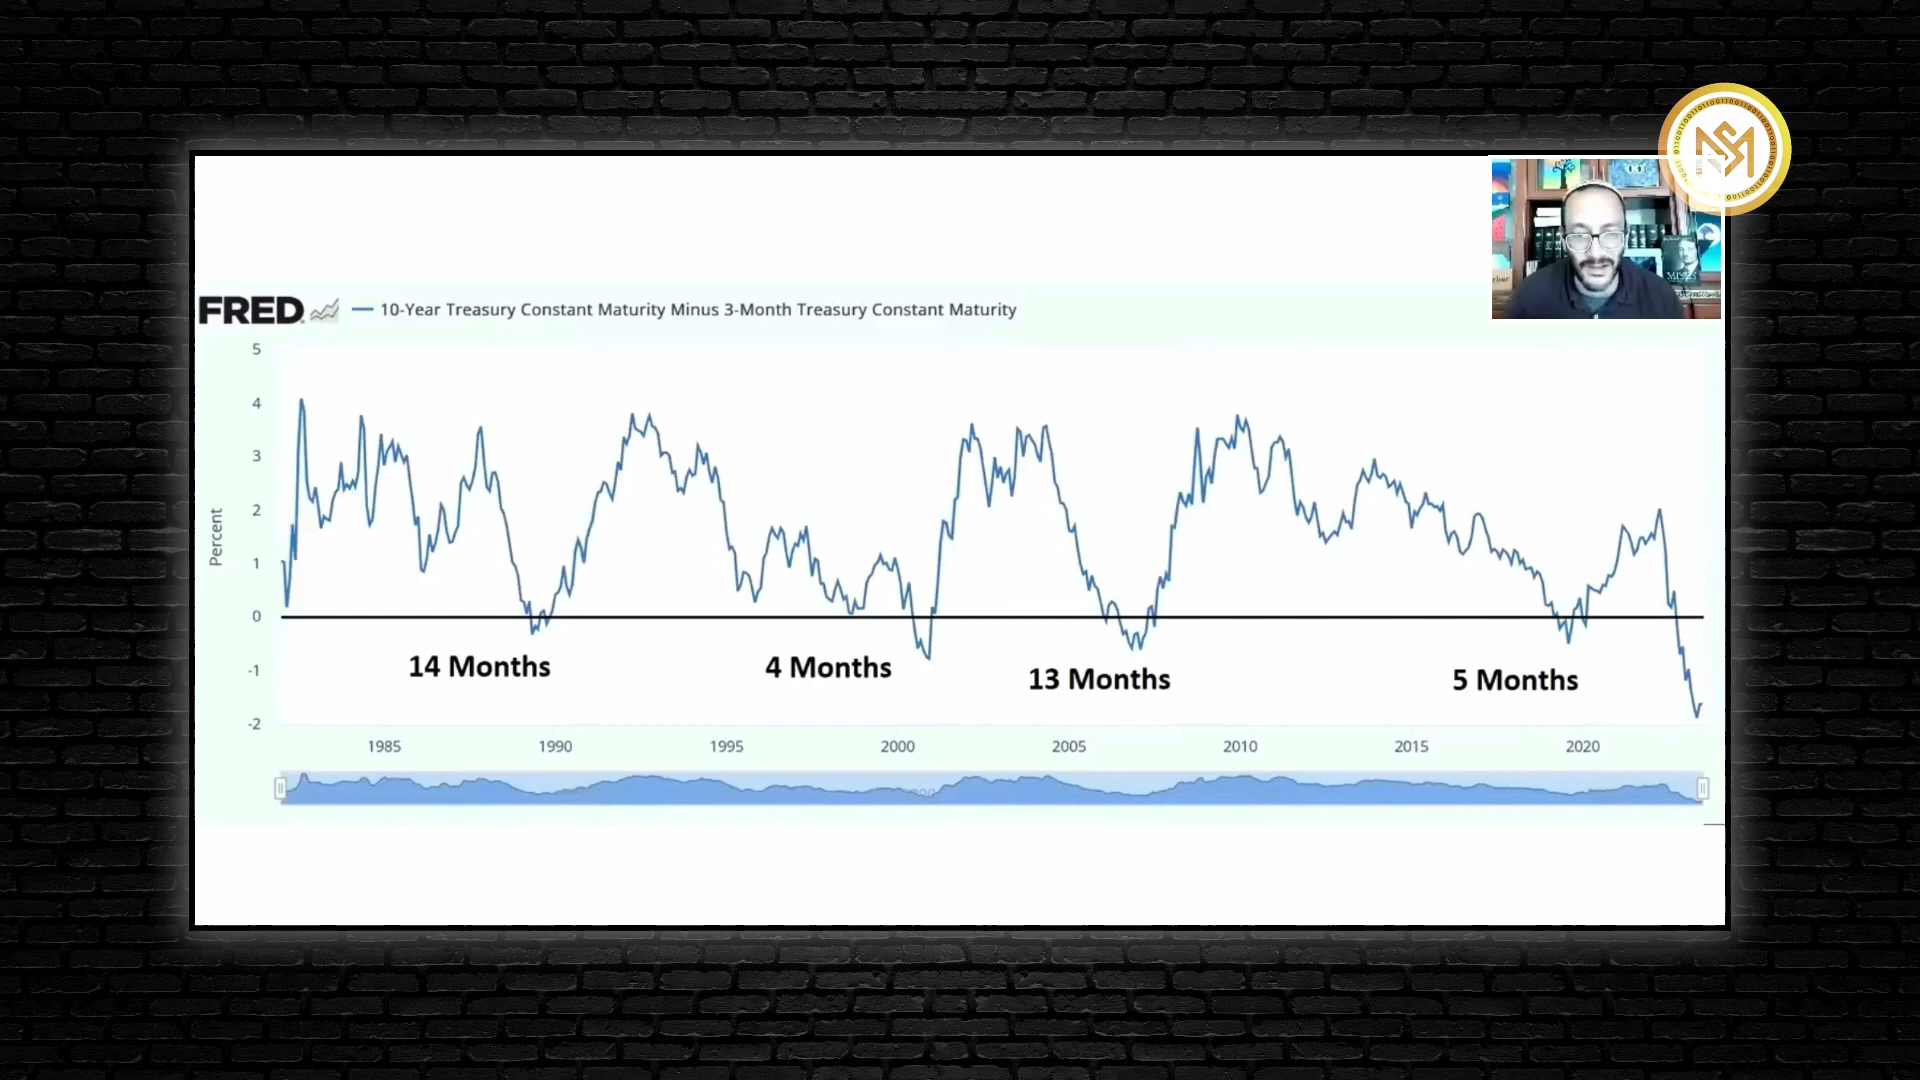 FRED 10-Year Treasury Constant Maturity Minus 3-Month Treasury Constant Maturity
Percent
5
4
3
2
1
0
-1
-2
14 Months
4 Months
13 Months
5 Months
1985 1990 1995 2000 2005 2010 2015 2020
MISES